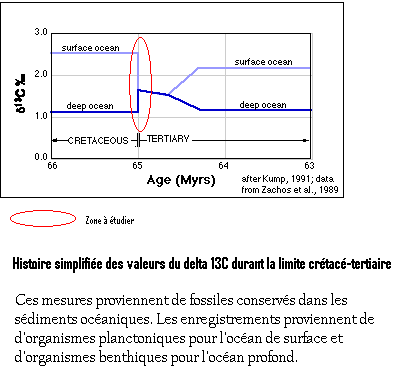 3.0
surface ocean
2.0
surface ocean
δ¹³C ‰
deep ocean
deep ocean
1.0
CRETACEOUS
TERTIARY
0.0
66
65
64
63
Age (Myrs)
after Kump, 1991; data
from Zachos et al., 1989
Zone à étudier
Histoire simplifiée des valeurs du delta 13C durant la limite crétacé-tertiaire
Ces mesures proviennent de fossiles conservés dans les
sédiments océaniques. Les enregistrements proviennent de
d'organismes planctoniques pour l'océan de surface et
d'organismes benthiques pour l'océan profond.